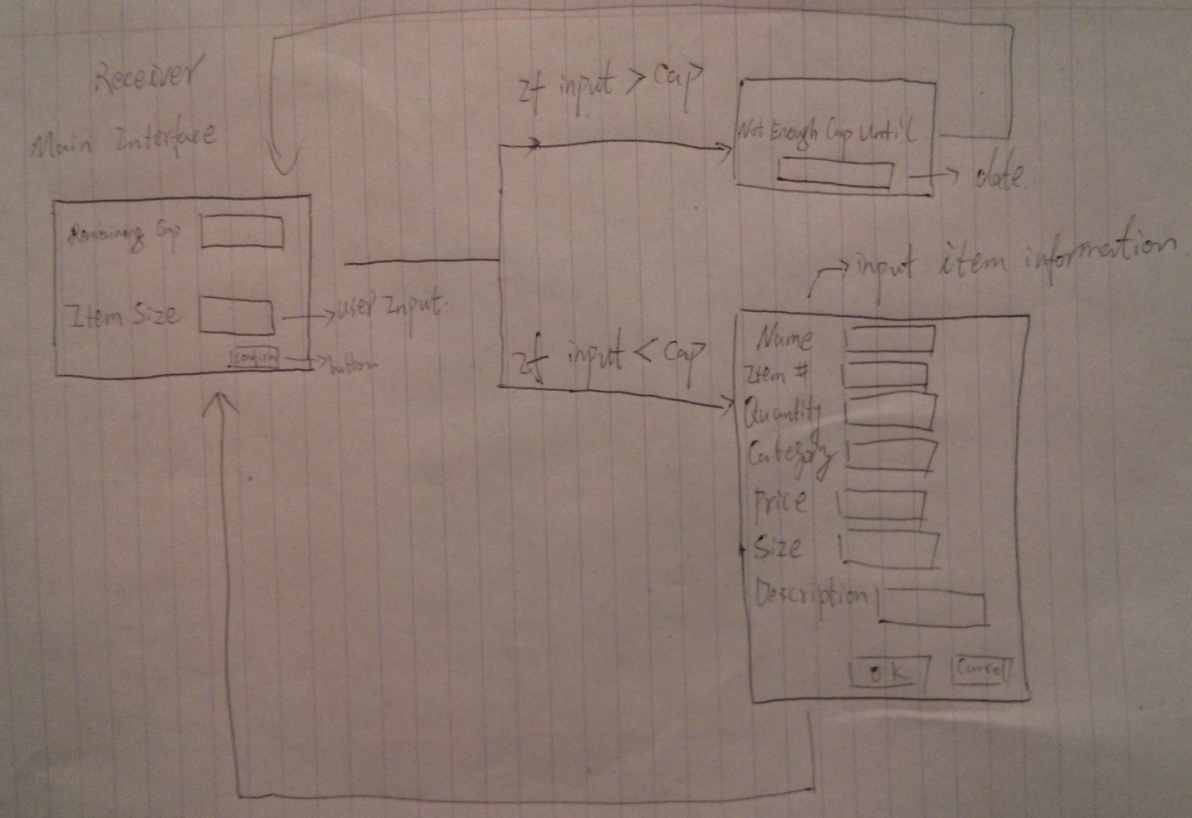 Receiver
Main Interface
Remaining Cap
Item Size
user Input.
Confirm
button
If input > Cap
Not Enough Cap Until
date
If input < Cap
input item information
Name
Item #
Quantity
Category
Price
Size
Description
OK
Cancel